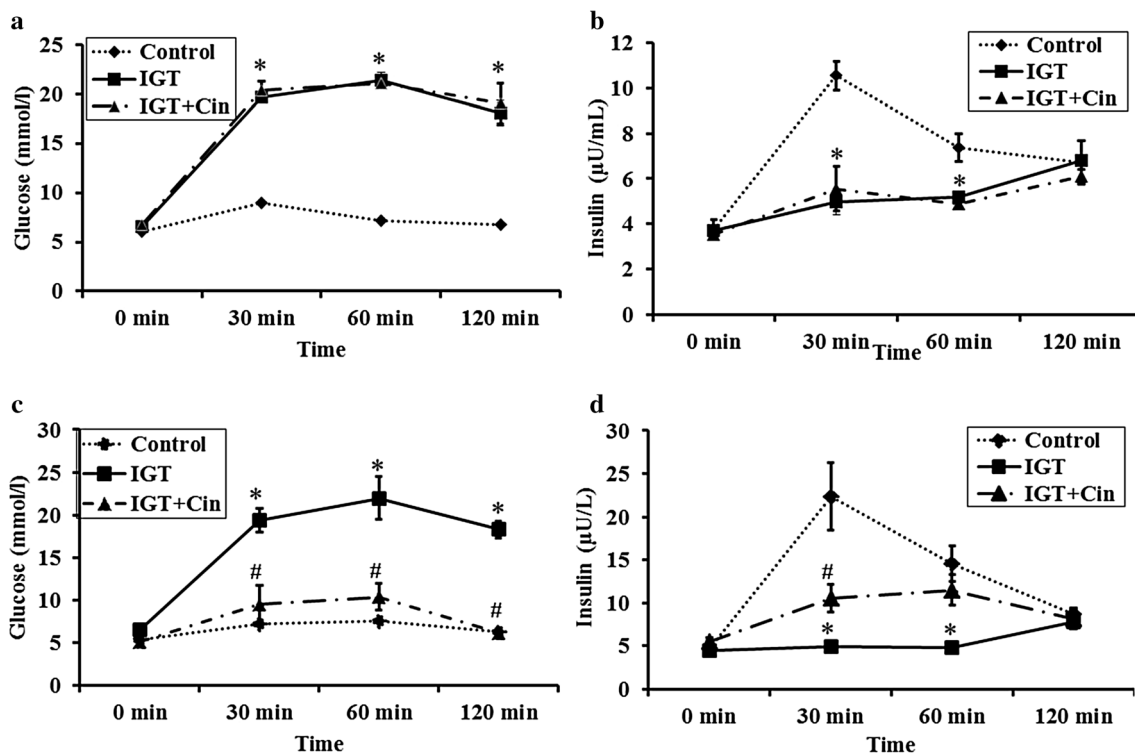 a
Glucose (mmol/l)
25
20
15
10
5
0
Control
IGT
IGT+Cin
*
*
*
0 min
30 min
60 min
120 min
Time
b
Insulin (µU/mL)
12
10
8
6
4
2
0
Control
IGT
IGT+Cin
*
*
0 min
30 min
60 min
120 min
Time
c
Glucose (mmol/l)
30
25
20
15
10
5
0
Control
IGT
IGT+Cin
*
*
*
#
#
#
0 min
30 min
60 min
120 min
Time
d
Insulin (µU/L)
30
25
20
15
10
5
0
Control
IGT
IGT+Cin
#
*
*
0 min
30 min
60 min
120 min
Time